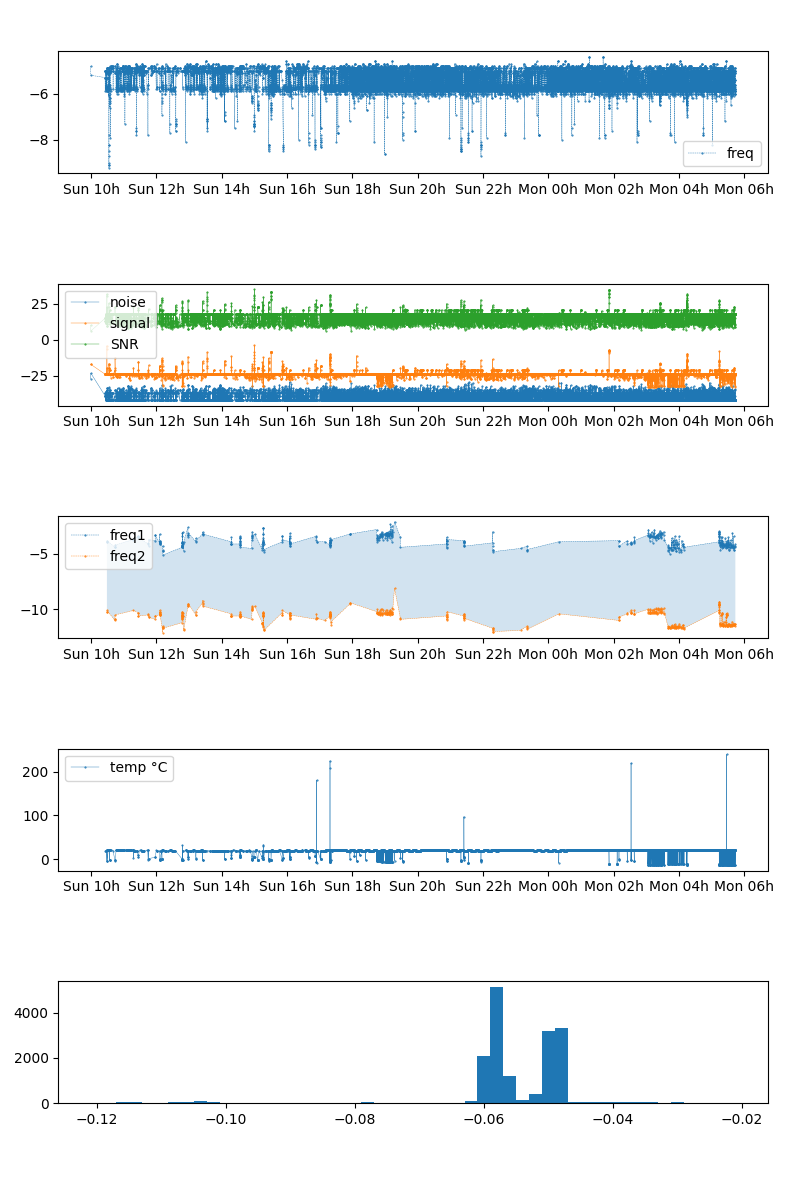 −6
−8
freq
Sun 10h Sun 12h Sun 14h Sun 16h Sun 18h Sun 20h Sun 22h Mon 00h Mon 02h Mon 04h Mon 06h
25
0
−25
noise
signal
SNR
Sun 10h Sun 12h Sun 14h Sun 16h Sun 18h Sun 20h Sun 22h Mon 00h Mon 02h Mon 04h Mon 06h
−5
−10
freq1
freq2
Sun 10h Sun 12h Sun 14h Sun 16h Sun 18h Sun 20h Sun 22h Mon 00h Mon 02h Mon 04h Mon 06h
temp °C
200
100
0
Sun 10h Sun 12h Sun 14h Sun 16h Sun 18h Sun 20h Sun 22h Mon 00h Mon 02h Mon 04h Mon 06h
4000
2000
0
−0.12 −0.10 −0.08 −0.06 −0.04 −0.02